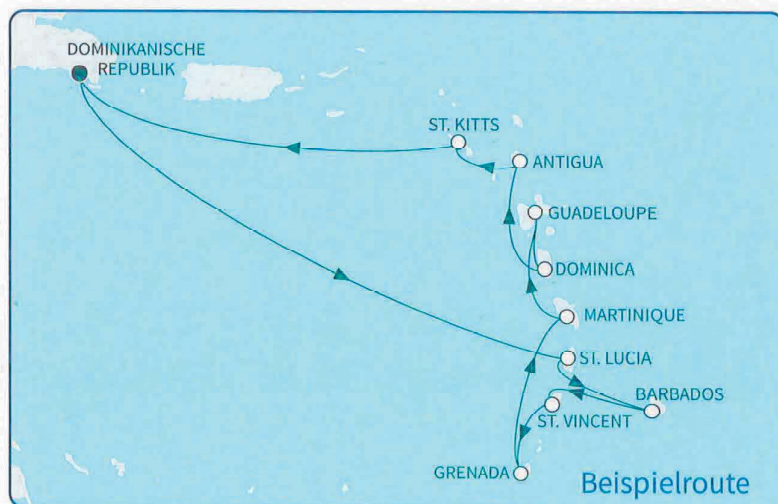 DOMINIKANISCHE
REPUBLIK
ST. KITTS
ANTIGUA
GUADELOUPE
DOMINICA
MARTINIQUE
ST. LUCIA
BARBADOS
ST. VINCENT
GRENADA
Beispielroute